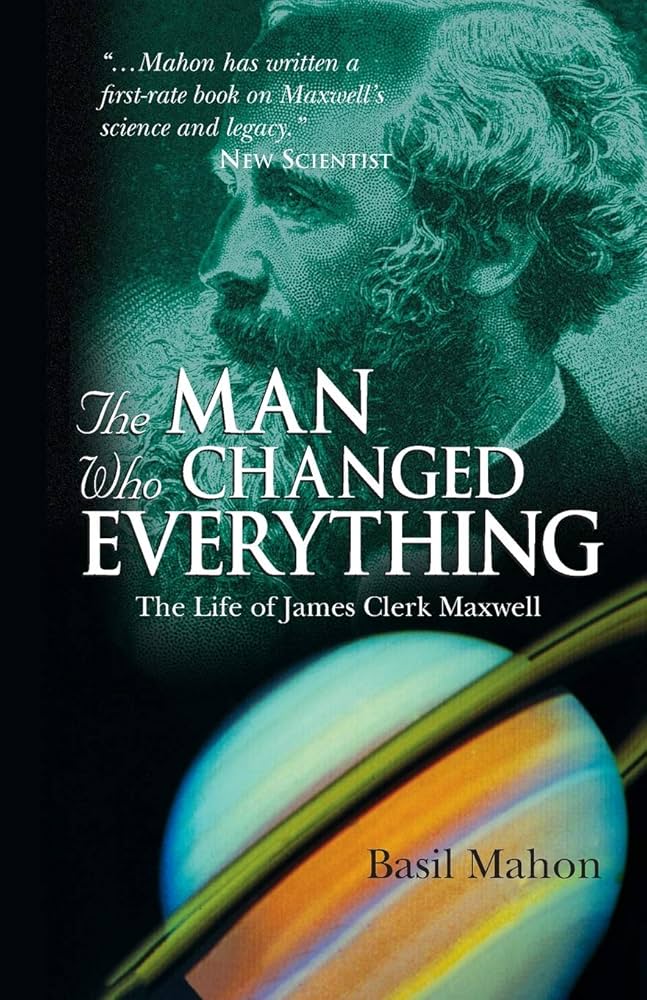 “…Mahon has written a
first-rate book on Maxwell’s
science and legacy.”
NEW SCIENTIST
The MAN
Who CHANGED
EVERYTHING
The Life of James Clerk Maxwell
Basil Mahon